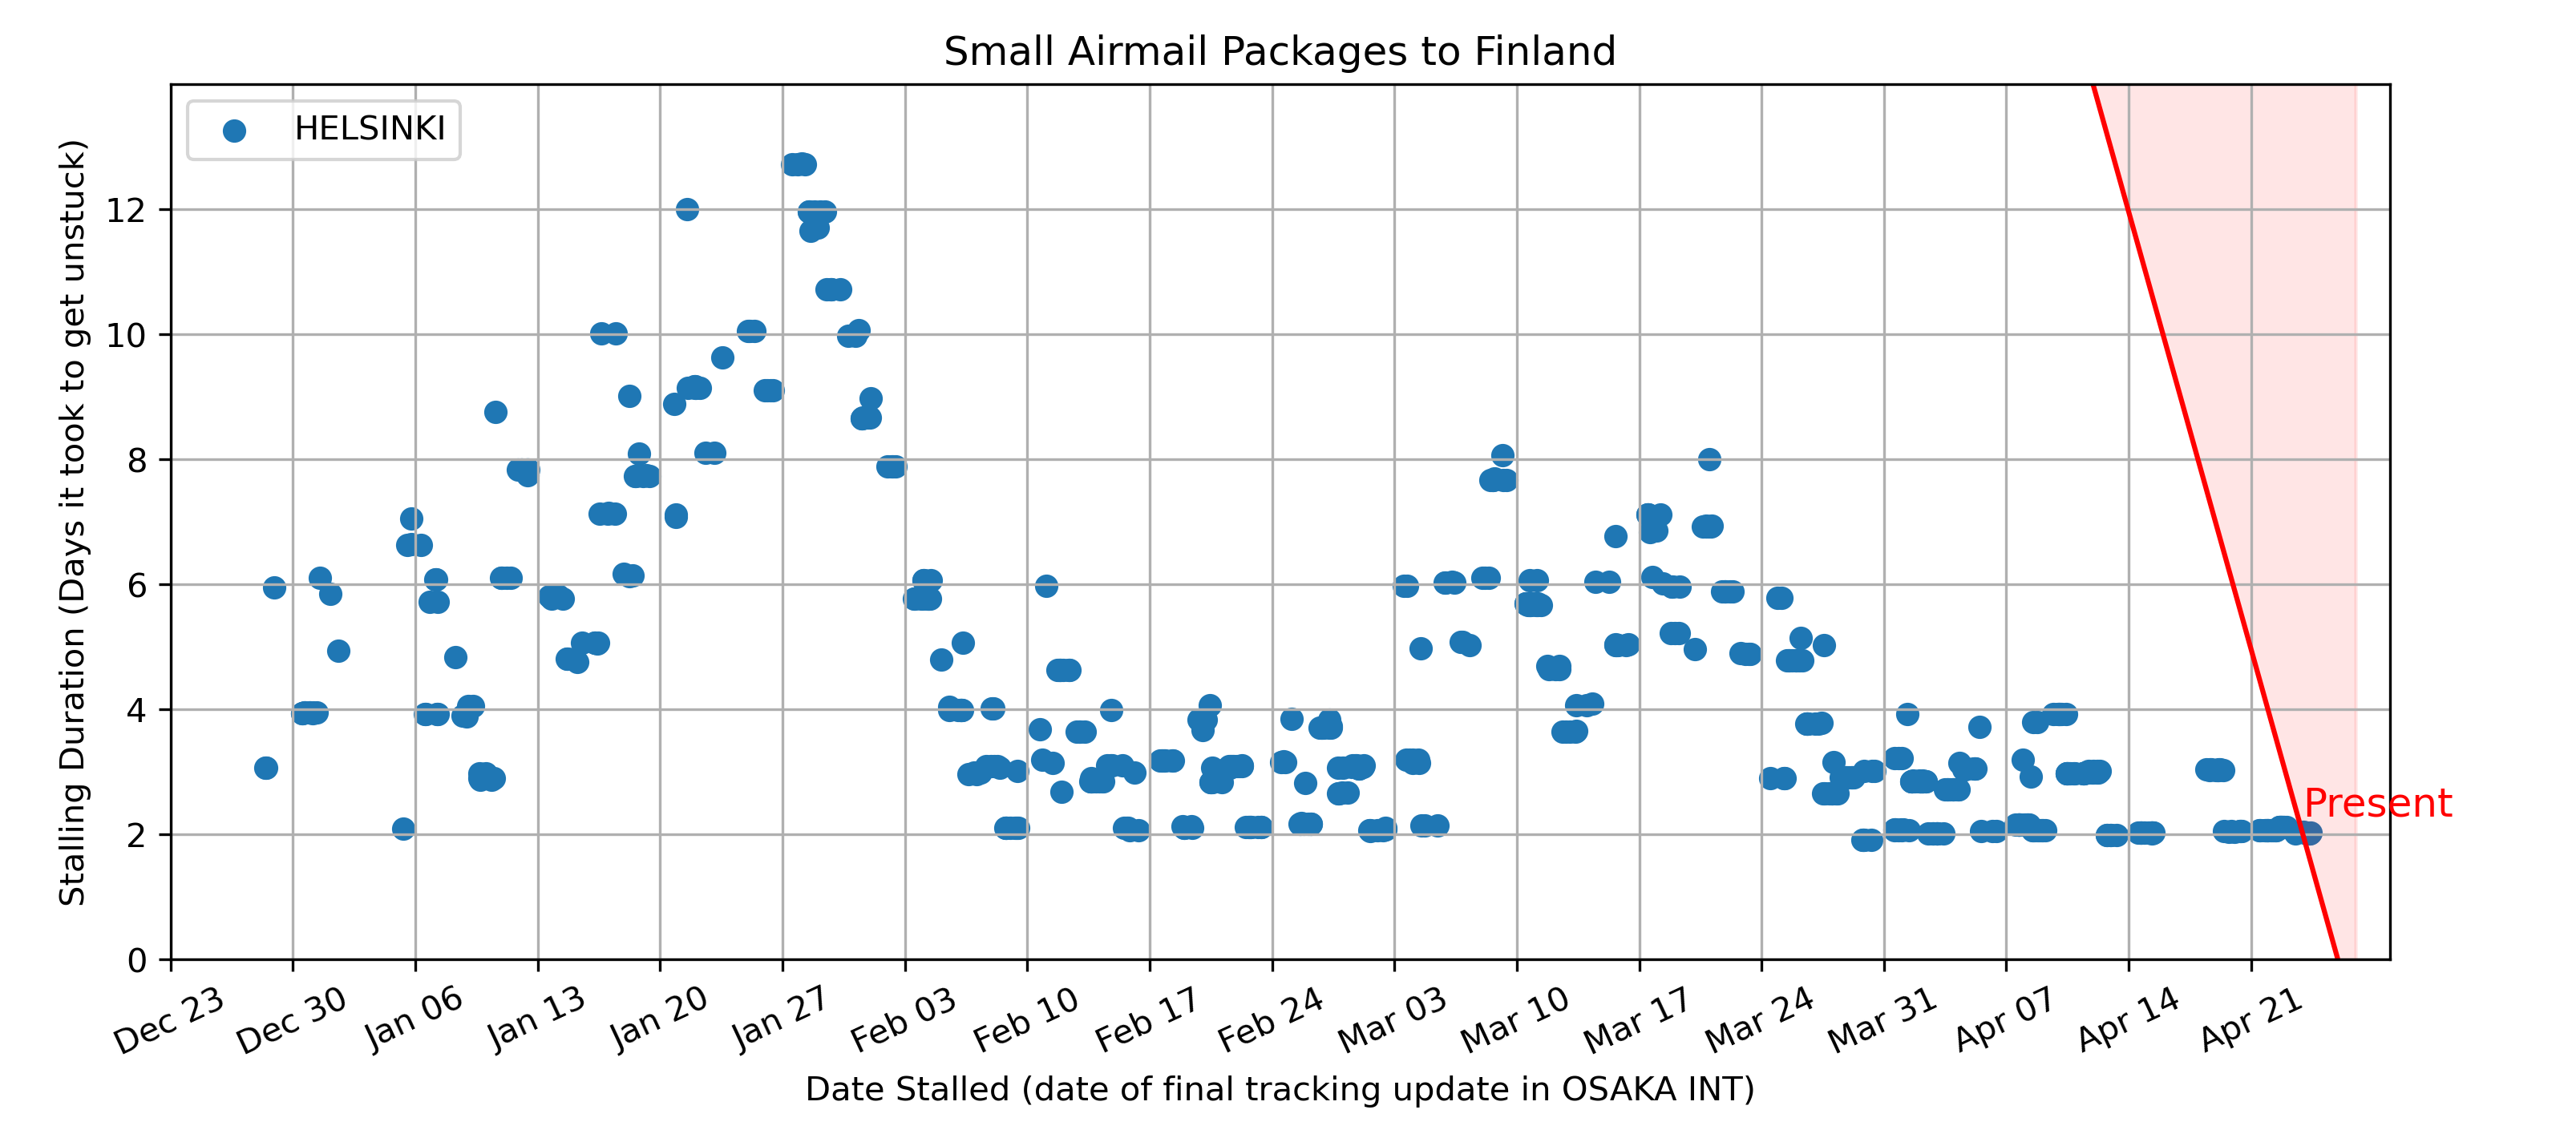 Small Airmail Packages to Finland
HELSINKI
Stalling Duration (Days it took to get unstuck)
12
10
8
6
4
2
0
Present
Dec 23
Dec 30
Jan 06
Jan 13
Jan 20
Jan 27
Feb 03
Feb 10
Feb 17
Feb 24
Mar 03
Mar 10
Mar 17
Mar 24
Mar 31
Apr 07
Apr 14
Apr 21
Date Stalled (date of final tracking update in OSAKA INT)